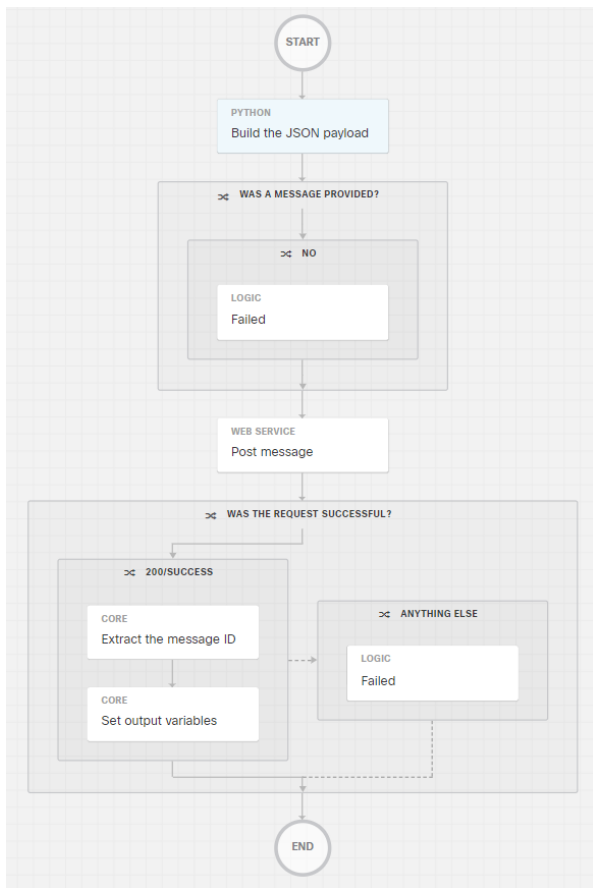 START
PYTHON
Build the JSON payload
WAS A MESSAGE PROVIDED?
NO
LOGIC
Failed
WEB SERVICE
Post message
WAS THE REQUEST SUCCESSFUL?
200/SUCCESS
CORE
Extract the message ID
CORE
Set output variables
ANYTHING ELSE
LOGIC
Failed
END